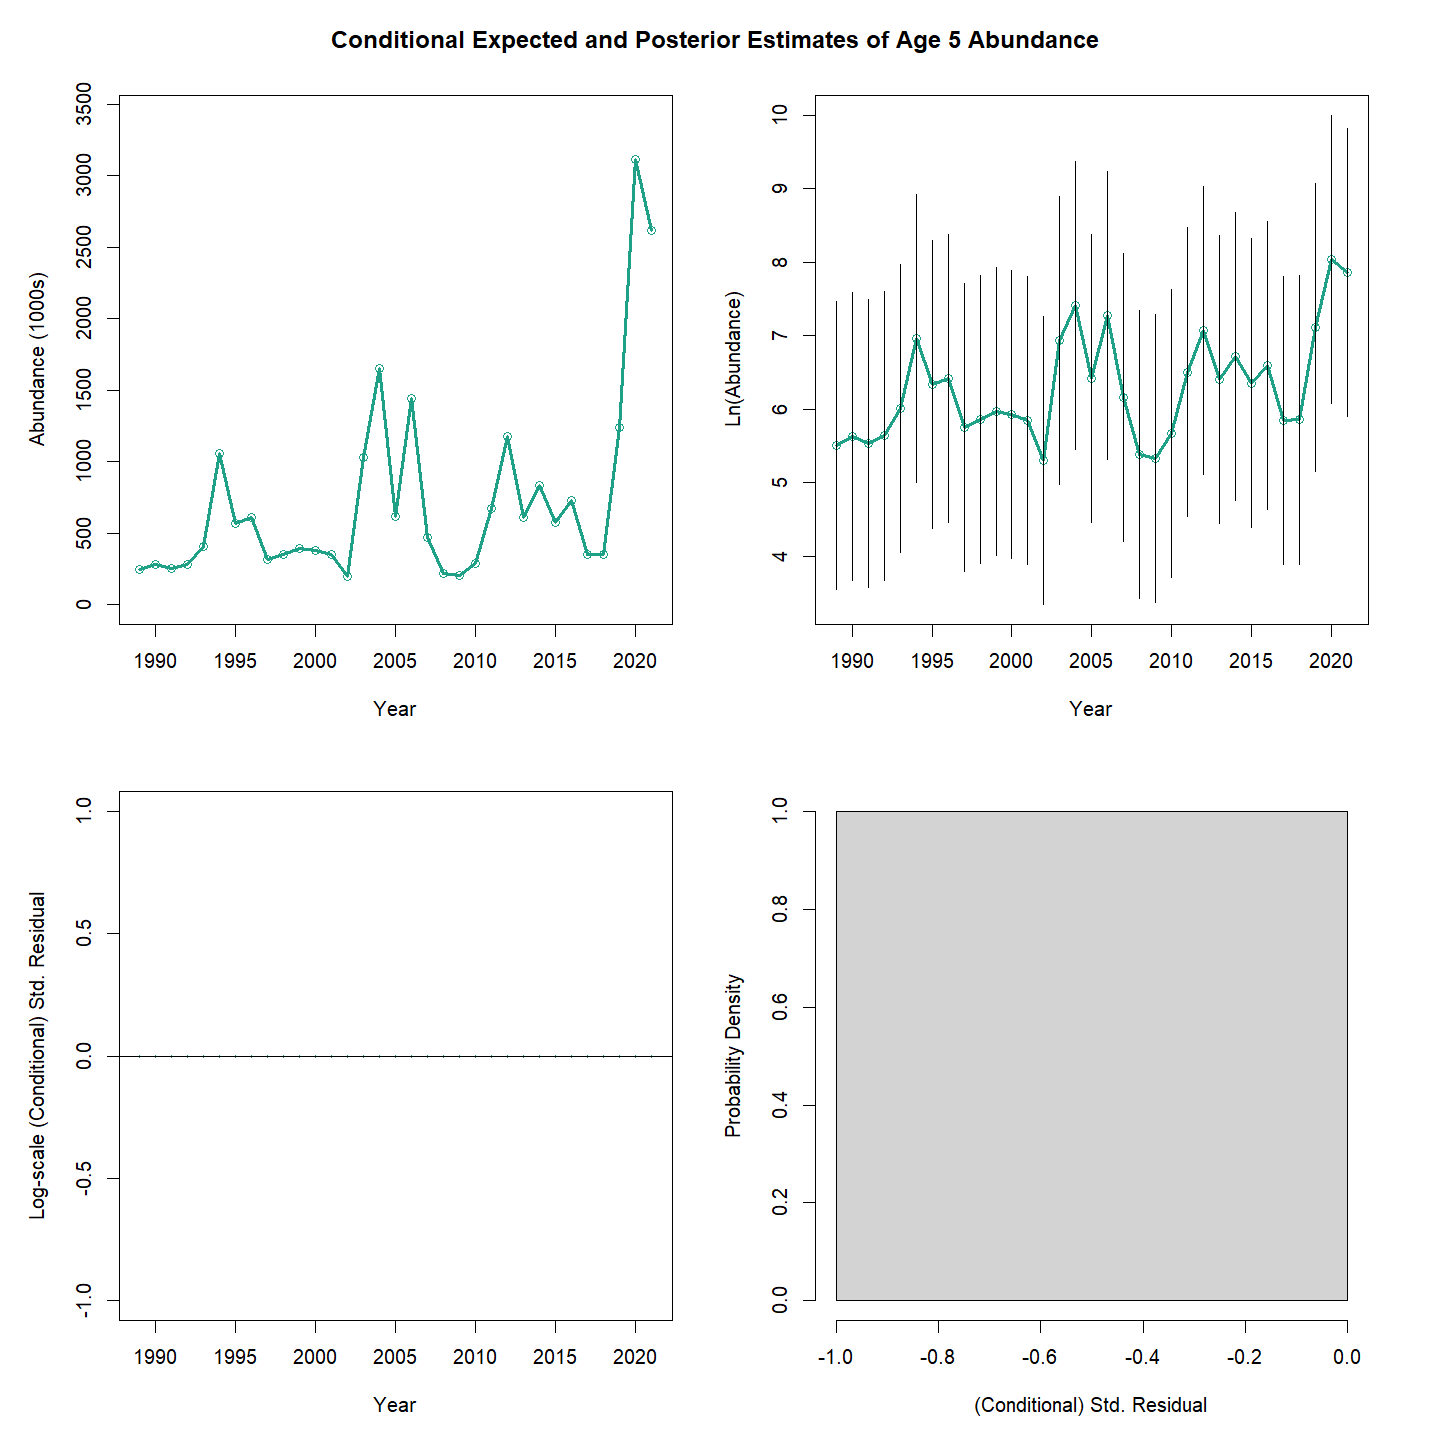 Conditional Expected and Posterior Estimates of Age 5 Abundance
Abundance (1000s)
3500
3000
2500
2000
1500
1000
500
0
1990 1995 2000 2005 2010 2015 2020
Year
Ln(Abundance)
10
9
8
7
6
5
4
1990 1995 2000 2005 2010 2015 2020
Year
Log-scale (Conditional) Std. Residual
1.0
0.5
0.0
-0.5
-1.0
1990 1995 2000 2005 2010 2015 2020
Year
Probability Density
1.0
0.8
0.6
0.4
0.2
0.0
-1.0 -0.8 -0.6 -0.4 -0.2 0.0
(Conditional) Std. Residual